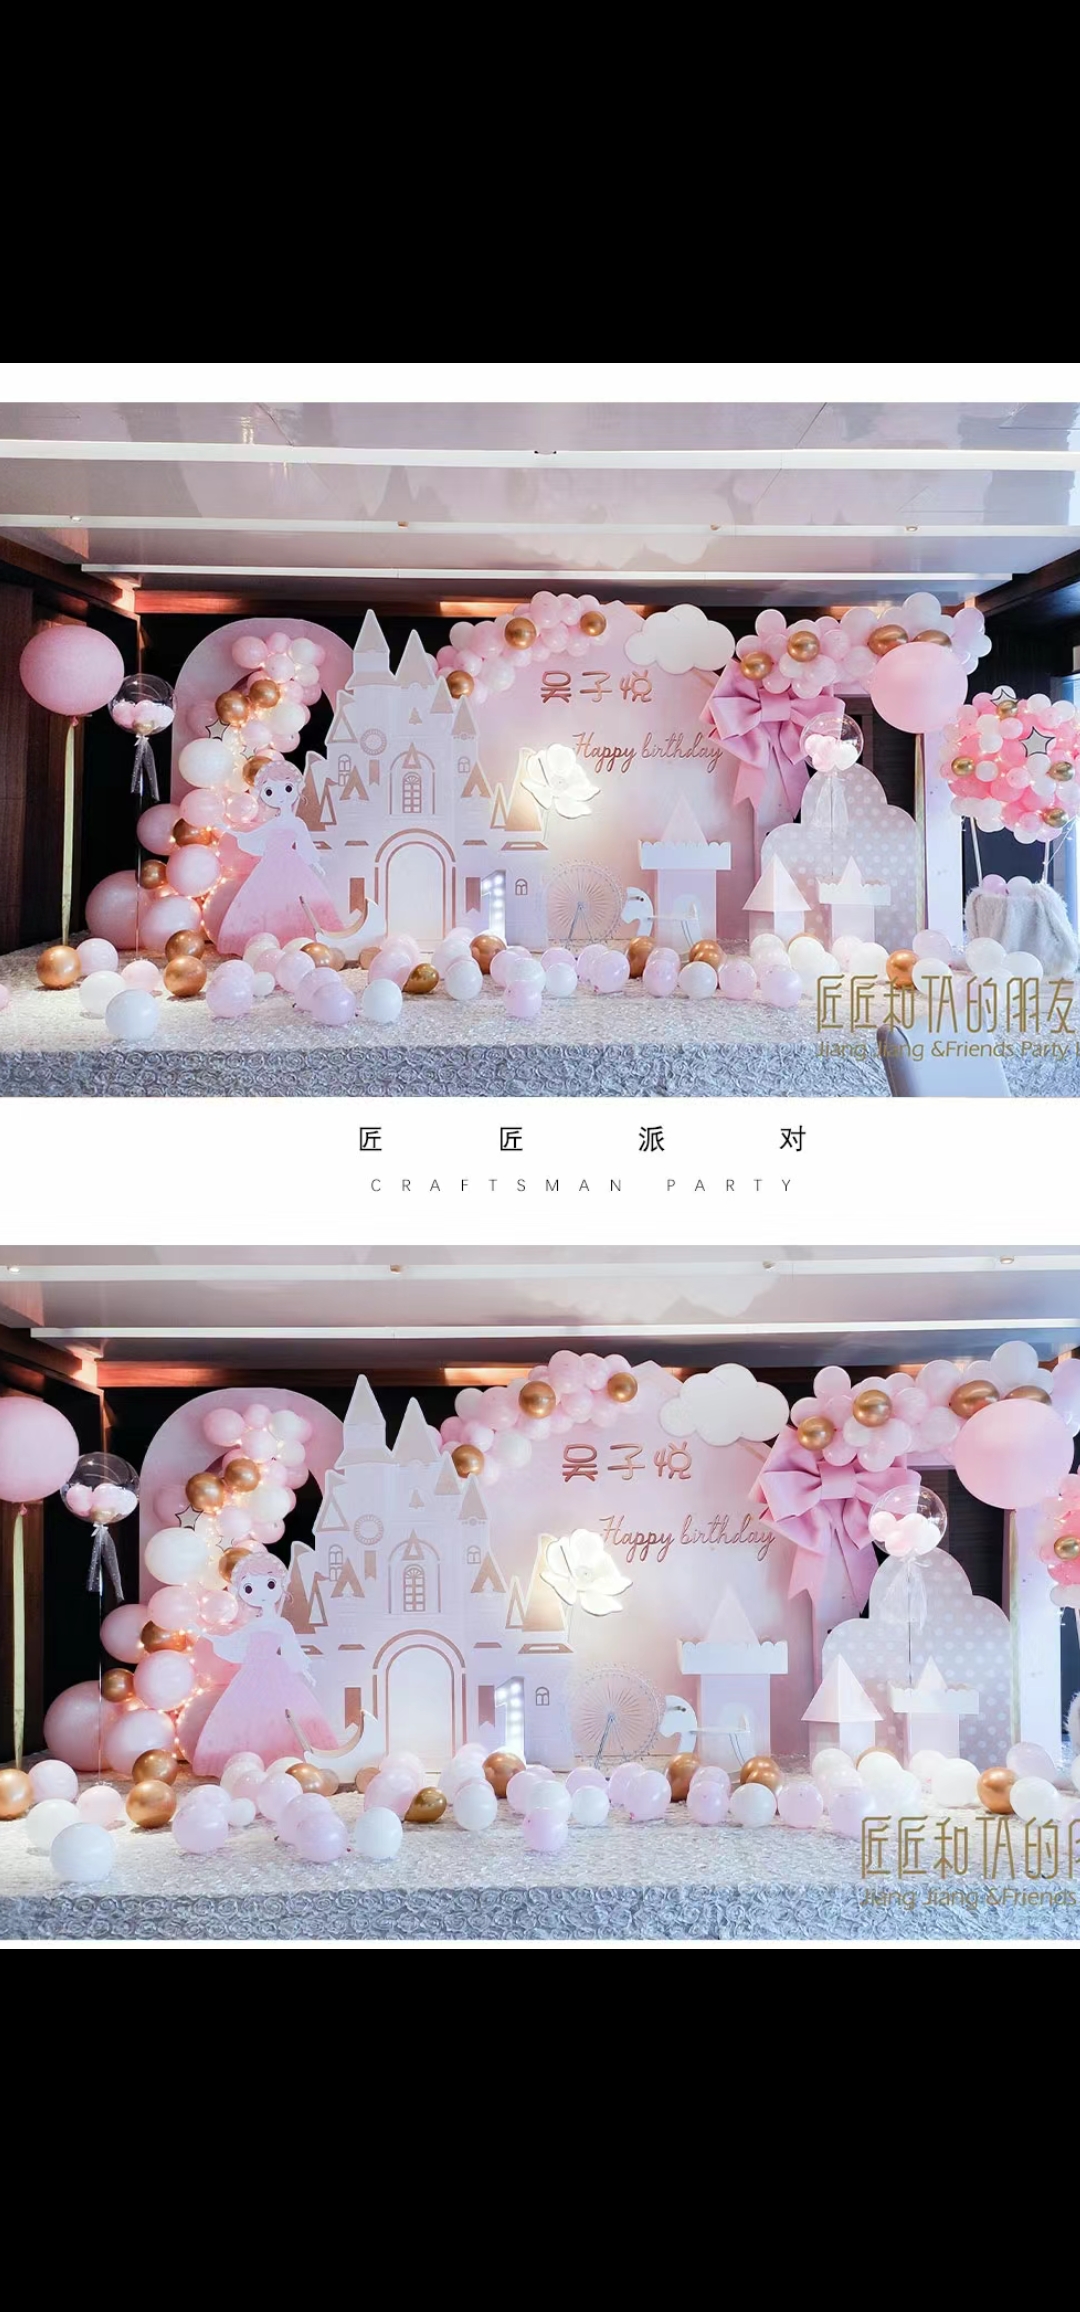 吴子悦
Happy birthday
1
匠匠和TA的朋友
Jiang Jiang &Friends Party
匠匠派对
CRAFTSMAN PARTY
吴子悦
Happy birthday
1
匠匠和TA的
Jiang Jiang &Friends